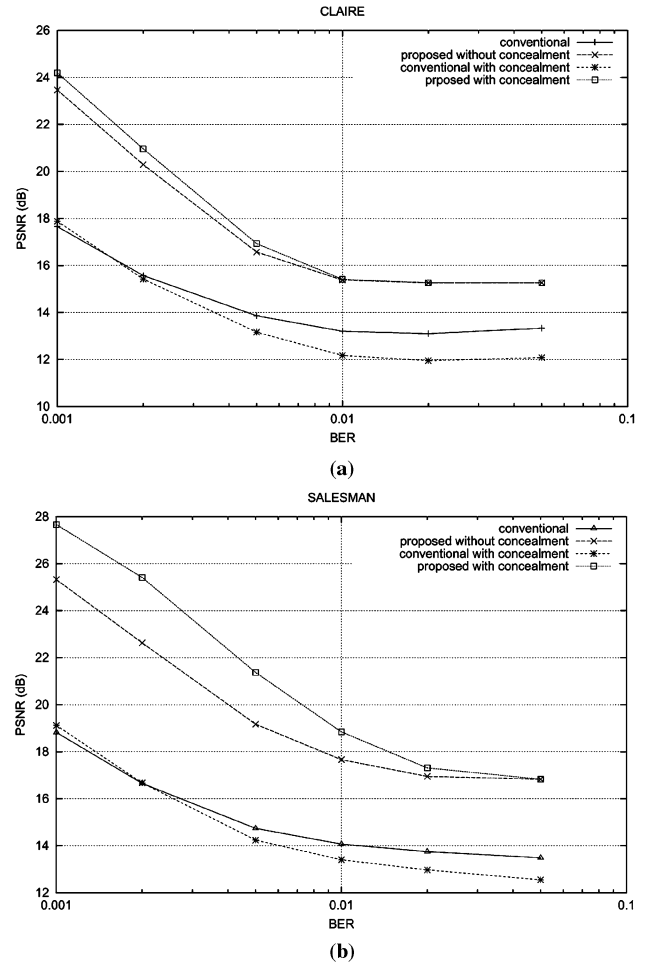 CLAIRE
26
24
22
20
18
16
14
12
10
PSNR (dB)
conventional
proposed without concealment
conventional with concealment
prposed with concealment
0.001 0.01 0.1
BER
(a)
SALESMAN
28
26
24
22
20
18
16
14
12
PSNR (dB)
conventional
proposed without concealment
conventional with concealment
proposed with concealment
0.001 0.01 0.1
BER
(b)